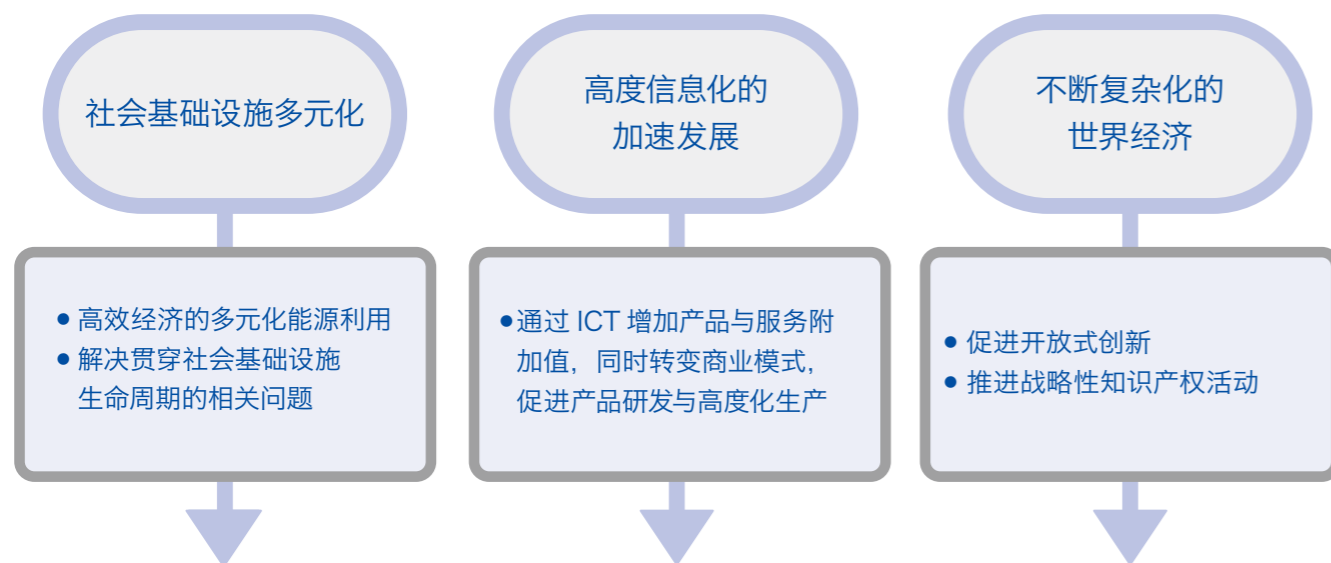 社会基础设施多元化
高度信息化的
加速发展
不断复杂化的
世界经济
● 高效经济的多元化能源利用
● 解决贯穿社会基础设施
生命周期的相关问题
● 通过 ICT 增加产品与服务附
加值，同时转变商业模式，
促进产品研发与高度化生产
● 促进开放式创新
● 推进战略性知识产权活动